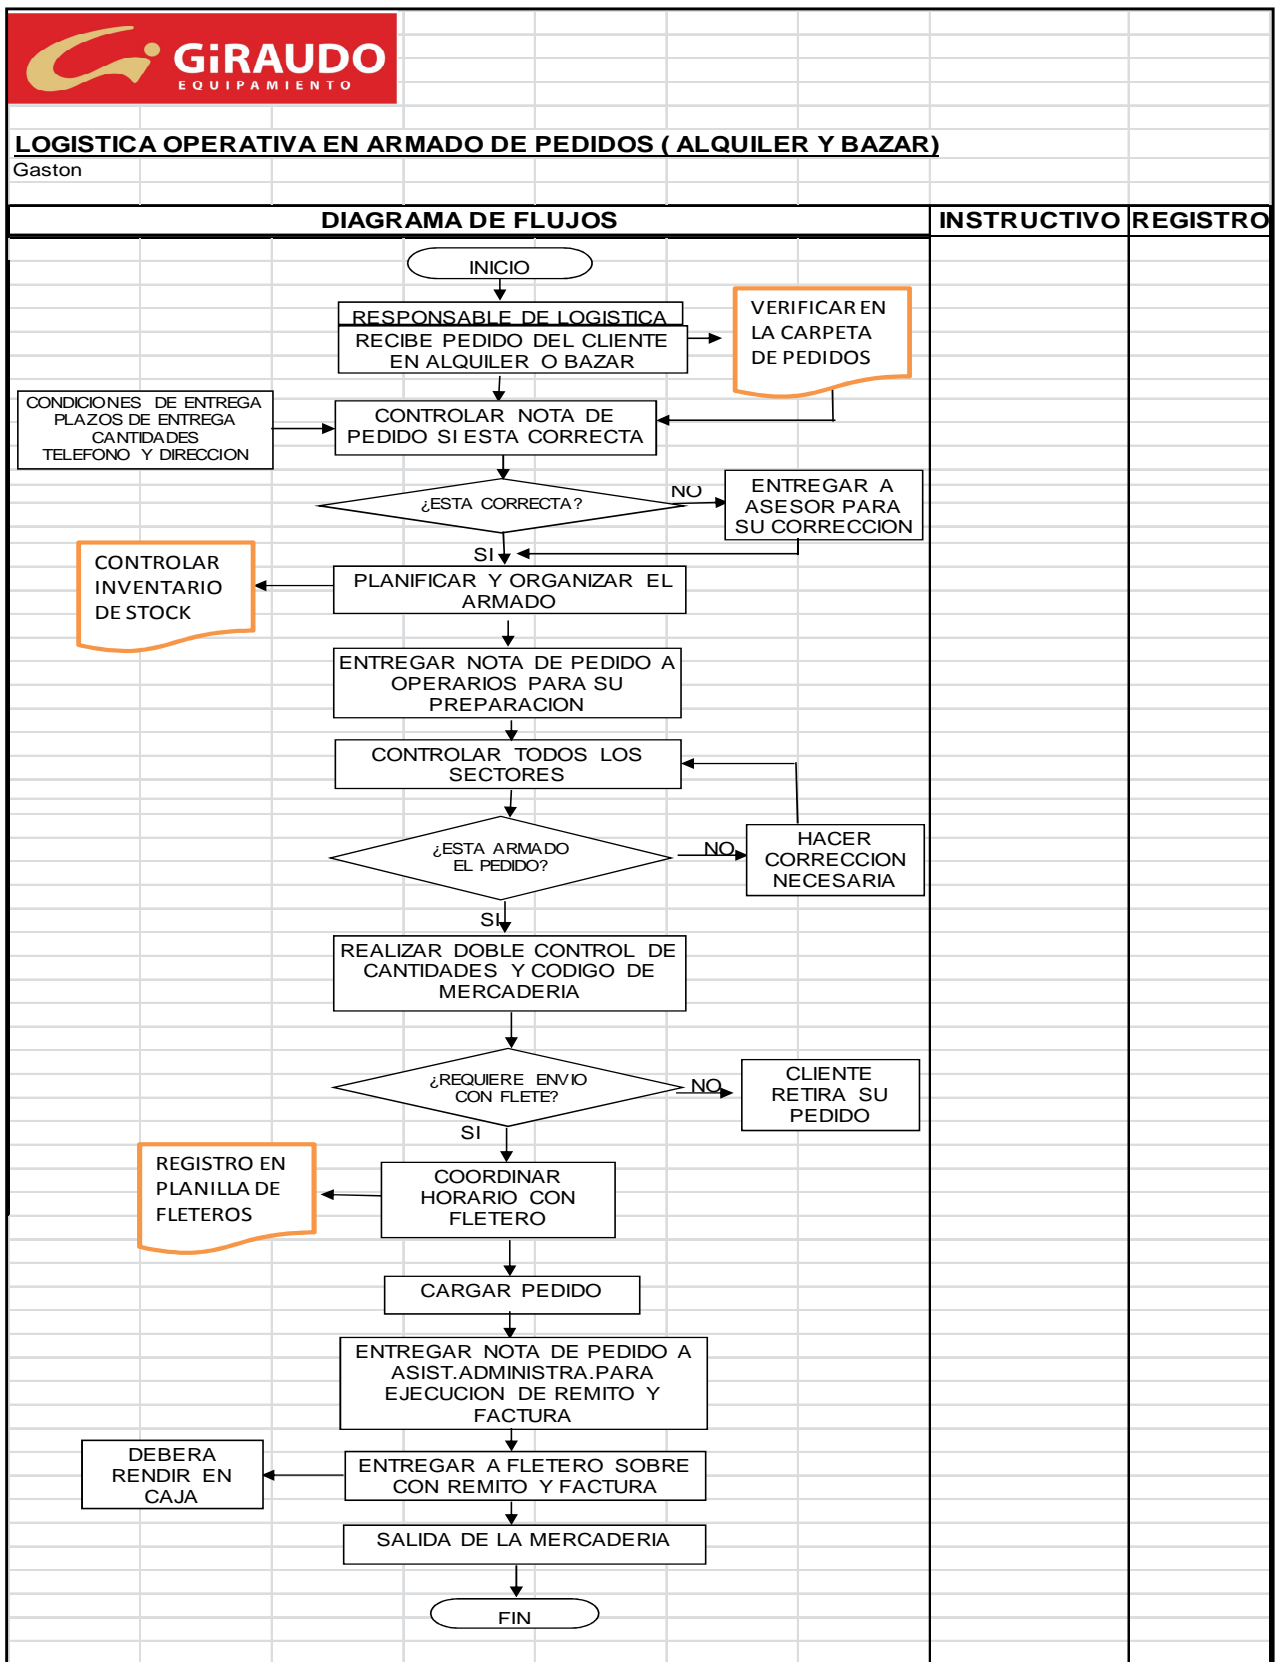 GiRAUDO
EQUIPAMIENTO
LOGISTICA OPERATIVA EN ARMADO DE PEDIDOS ( ALQUILER Y BAZAR)
Gaston
DIAGRAMA DE FLUJOS
INSTRUCTIVO
REGISTRO
INICIO
RESPONSABLE DE LOGISTICA
RECIBE PEDIDO DEL CLIENTE
EN ALQUILER O BAZAR
VERIFICAR EN
LA CARPETA
DE PEDIDOS
CONDICIONES DE ENTREGA
PLAZOS DE ENTREGA
CANTIDADES
TELEFONO Y DIRECCION
CONTROLAR NOTA DE
PEDIDO SI ESTA CORRECTA
¿ESTA CORRECTA?
NO
ENTREGAR A
ASESOR PARA
SU CORRECCION
SI
CONTROLAR
INVENTARIO
DE STOCK
PLANIFICAR Y ORGANIZAR EL
ARMADO
ENTREGAR NOTA DE PEDIDO A
OPERARIOS PARA SU
PREPARACION
CONTROLAR TODOS LOS
SECTORES
¿ESTA ARMADO
EL PEDIDO?
NO
HACER
CORRECCION
NECESARIA
SI
REALIZAR DOBLE CONTROL DE
CANTIDADES Y CODIGO DE
MERCADERIA
¿REQUIERE ENVIO
CON FLETE?
NO
CLIENTE
RETIRA SU
PEDIDO
SI
REGISTRO EN
PLANILLA DE
FLETEROS
COORDINAR
HORARIO CON
FLETERO
CARGAR PEDIDO
ENTREGAR NOTA DE PEDIDO A
ASIST.ADMINISTRA.PARA
EJECUCION DE REMITO Y
FACTURA
DEBERA
RENDIR EN
CAJA
ENTREGAR A FLETERO SOBRE
CON REMITO Y FACTURA
SALIDA DE LA MERCADERIA
FIN